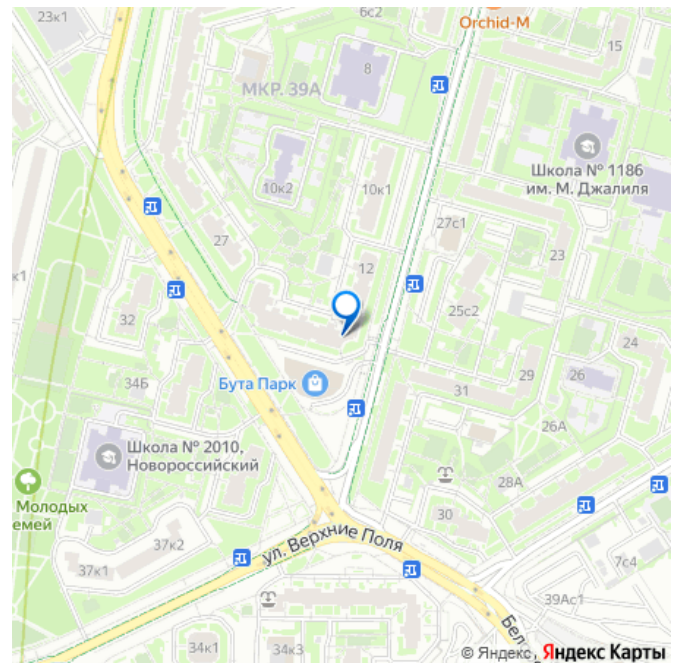 23к1
6с2
Orchid-M
15
8
МКР. 39А
Школа № 1186
им. М. Джалиля
10к2
10к1
27с1
27
23
12
к1
25с2
32
24
29
26
34Б
Бута Парк
31
26А
Школа № 2010,
Новороссийский
28А
Молодых
емей
30
ул. Верхние Поля
37к2
37к1
7с4
39Ас1
Бел
34к1
34к3
© Яндекс, Яндекс Карты